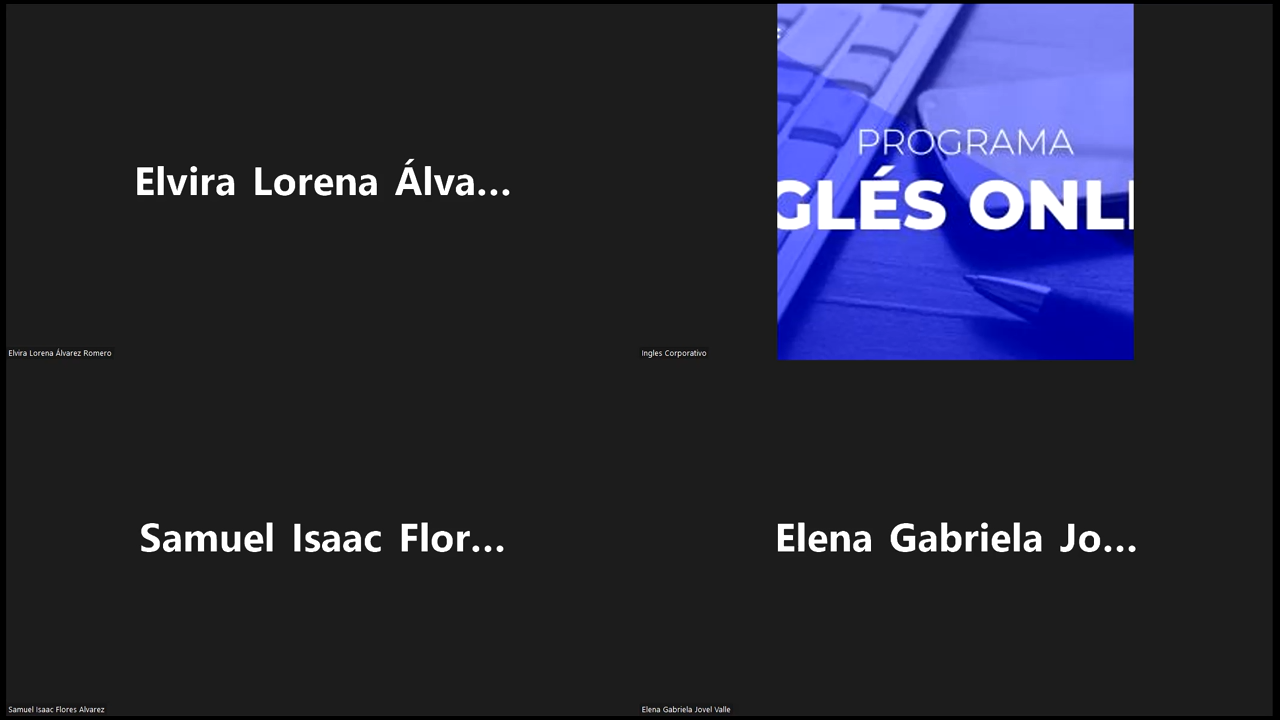 Elvira Lorena Álva...
Elvira Lorena Álvarez Romero
PROGRAMA
GLÉS ONLI
Ingles Corporativo
Samuel Isaac Flor...
Samuel Isaac Flores Alvarez
Elena Gabriela Jo...
Elena Gabriela Jovel Valle